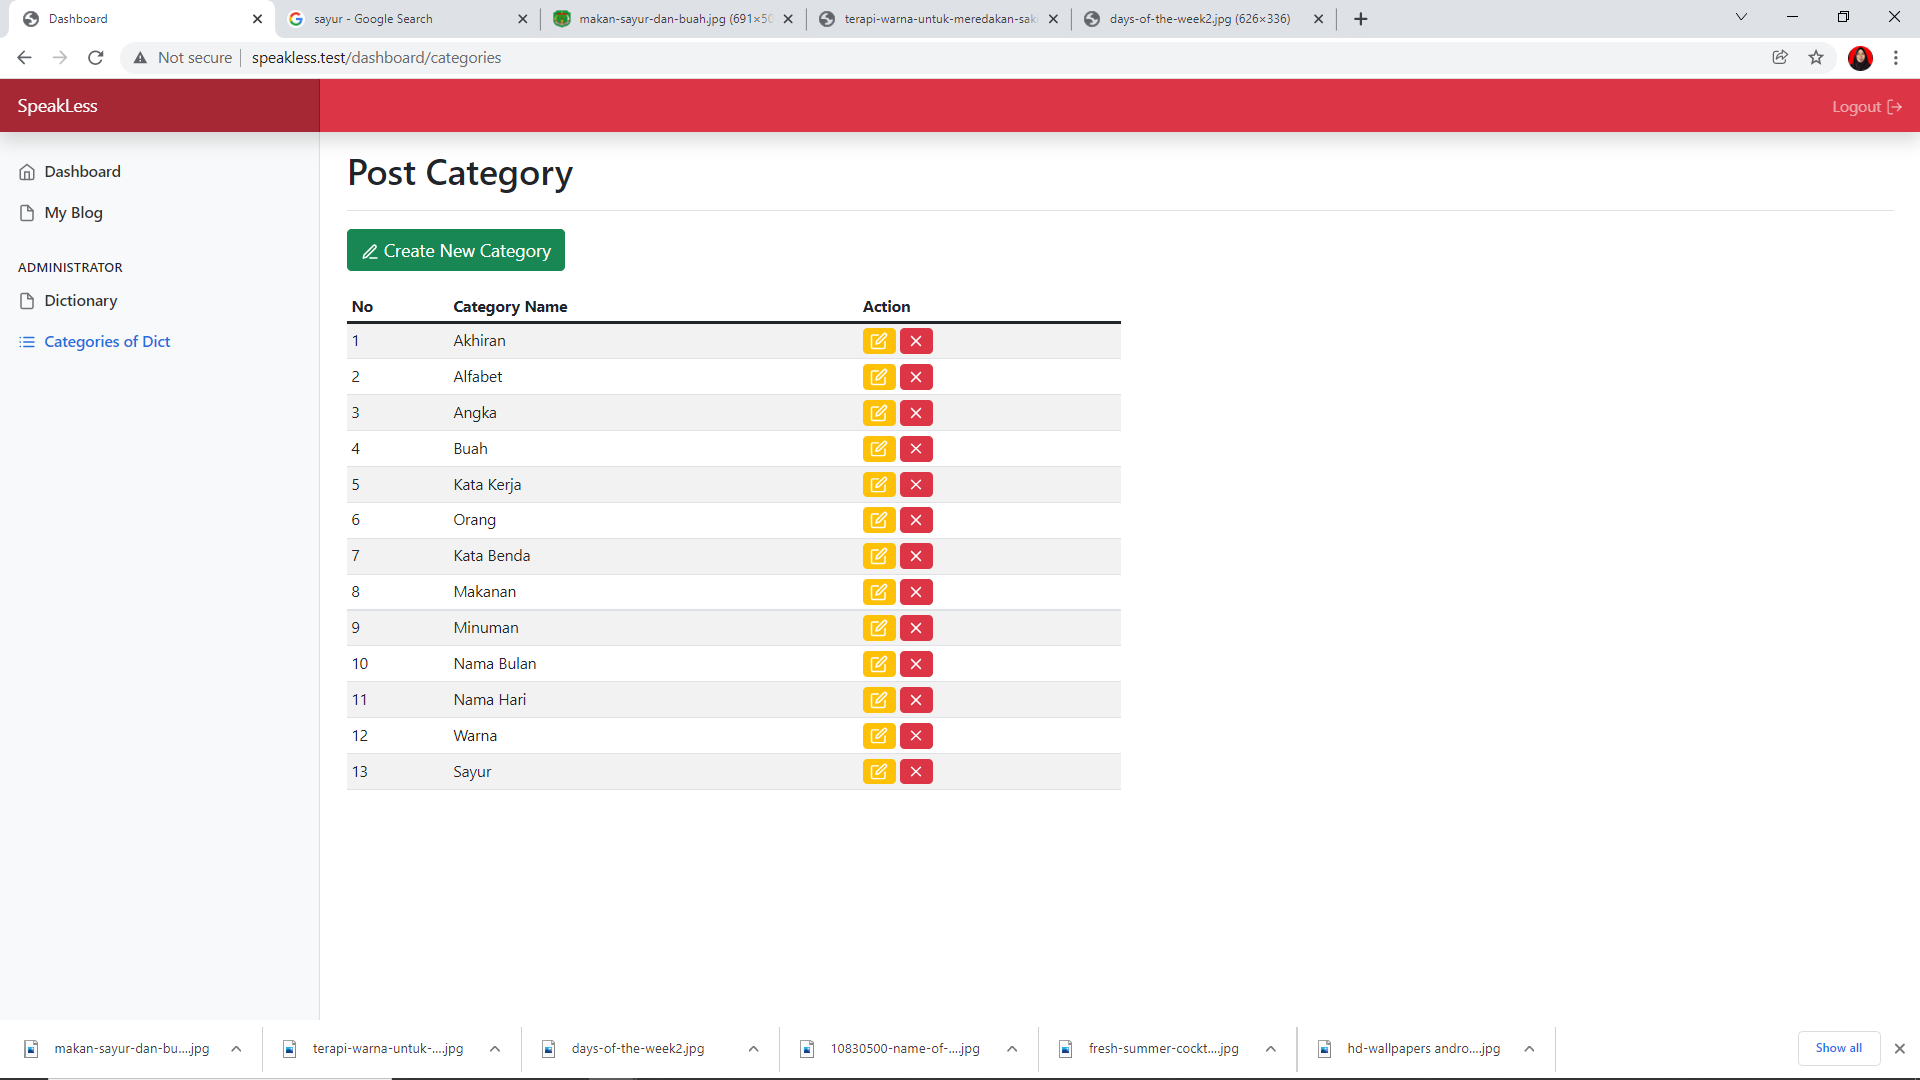 Dashboard
sayur - Google Search
makan-sayur-dan-buah.jpg (691×50
terapi-warna-untuk-meredakan-saki
days-of-the-week2.jpg (626×336)
Not secure
speakless.test/dashboard/categories
SpeakLess
Logout
Dashboard
My Blog
ADMINISTRATOR
Dictionary
Categories of Dict
Post Category
Create New Category
No Category Name Action
1 Akhiran
2 Alfabet
3 Angka
4 Buah
5 Kata Kerja
6 Orang
7 Kata Benda
8 Makanan
9 Minuman
10 Nama Bulan
11 Nama Hari
12 Warna
13 Sayur
makan-sayur-dan-bu....jpg
terapi-warna-untuk-....jpg
days-of-the-week2.jpg
10830500-name-of-....jpg
fresh-summer-cockt....jpg
hd-wallpapers andro....jpg
Show all